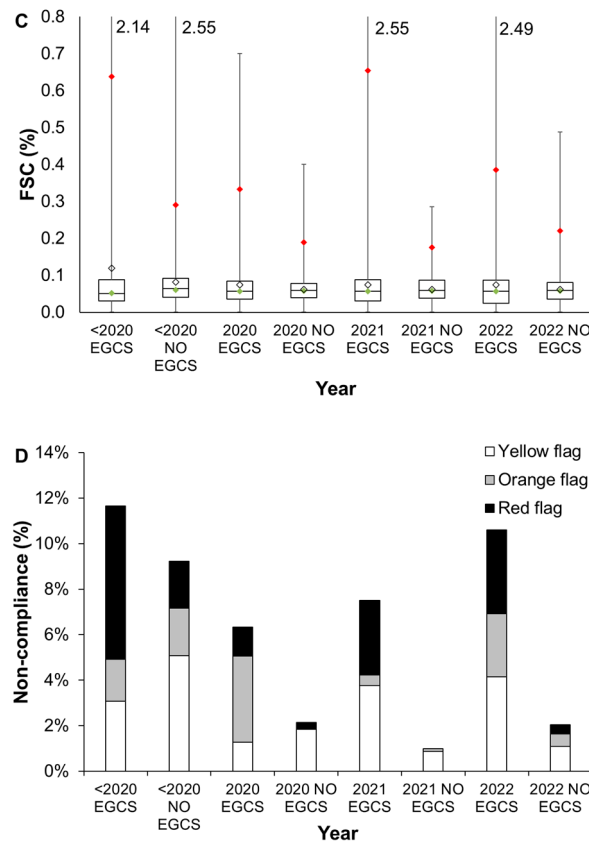 C
2.14
2.55
2.55
2.49
0.8
0.7
0.6
0.5
0.4
0.3
0.2
0.1
0.0
FSC (%)
<2020 EGCS
<2020 NO EGCS
2020 EGCS
2020 NO EGCS
2021 EGCS
2021 NO EGCS
2022 EGCS
2022 NO EGCS
Year
D
14%
12%
10%
8%
6%
4%
2%
0%
Non-compliance (%)
Yellow flag
Orange flag
Red flag
<2020 EGCS
<2020 NO EGCS
2020 EGCS
2020 NO EGCS
2021 EGCS
2021 NO EGCS
2022 EGCS
2022 NO EGCS
Year